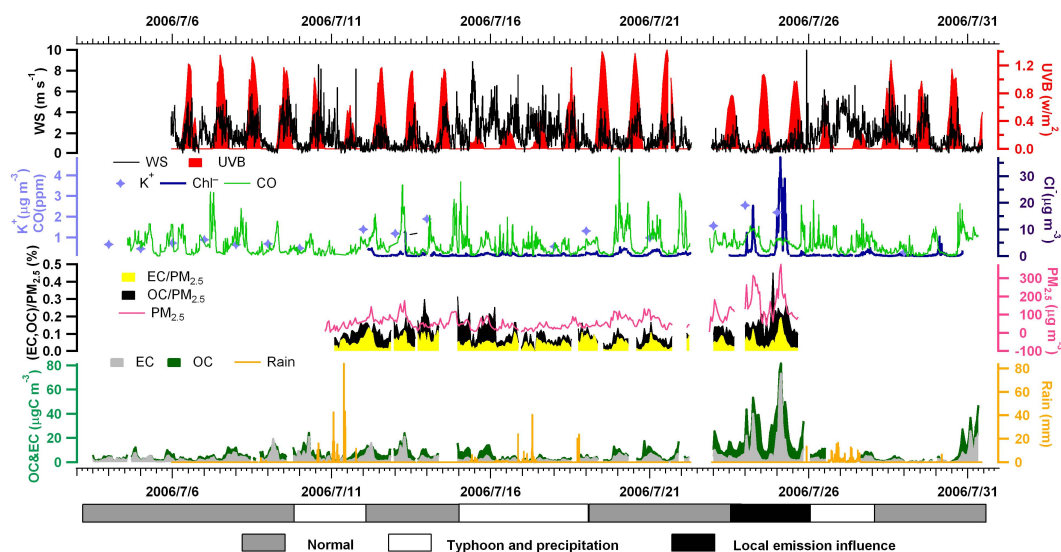 2006/7/6 2006/7/11 2006/7/16 2006/7/21 2006/7/26 2006/7/31
WS (m s⁻¹)
10
8
6
4
2
0
1.2
0.8
0.4
0.0
UVB (w/m²)
WS UVB
K⁺ Chl⁻ CO
K⁺(µg m⁻³)
CO(ppm)
4
3
2
1
30
20
10
0
Cl⁻(µg m⁻³)
(EC,OC)/PM₂.₅ (%)
0.5
0.4
0.3
0.2
0.1
0.0
EC/PM₂.₅
OC/PM₂.₅
PM₂.₅
300
200
100
0
-100
PM₂.₅(µg m⁻³)
EC OC Rain
OC&EC (µgC m⁻³)
80
60
40
20
0
80
60
40
20
0
Rain (mm)
2006/7/6 2006/7/11 2006/7/16 2006/7/21 2006/7/26 2006/7/31
Normal Typhoon and precipitation Local emission influence